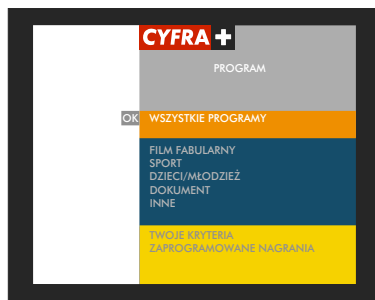 CYFRA +
PROGRAM
OK WSZYSTKIE PROGRAMY
FILM FABULARNY
SPORT
DZIECI/MŁODZIEŻ
DOKUMENT
INNE
TWOJE KRYTERIA
ZAPROGRAMOWANE NAGRANIA